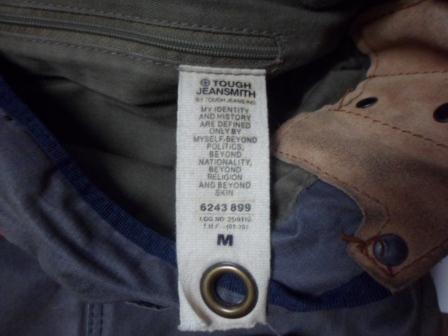 TOUGH
JEANSMITH
BY TOUGH JEANS
MY IDENTITY
AND HISTORY
ARE DEFINED
ONLY BY
MYSELF-BEYOND
POLITICS,
BEYOND
NATIONALITY,
BEYOND
RELIGION
AND BEYOND
SKIN
6243 899
M